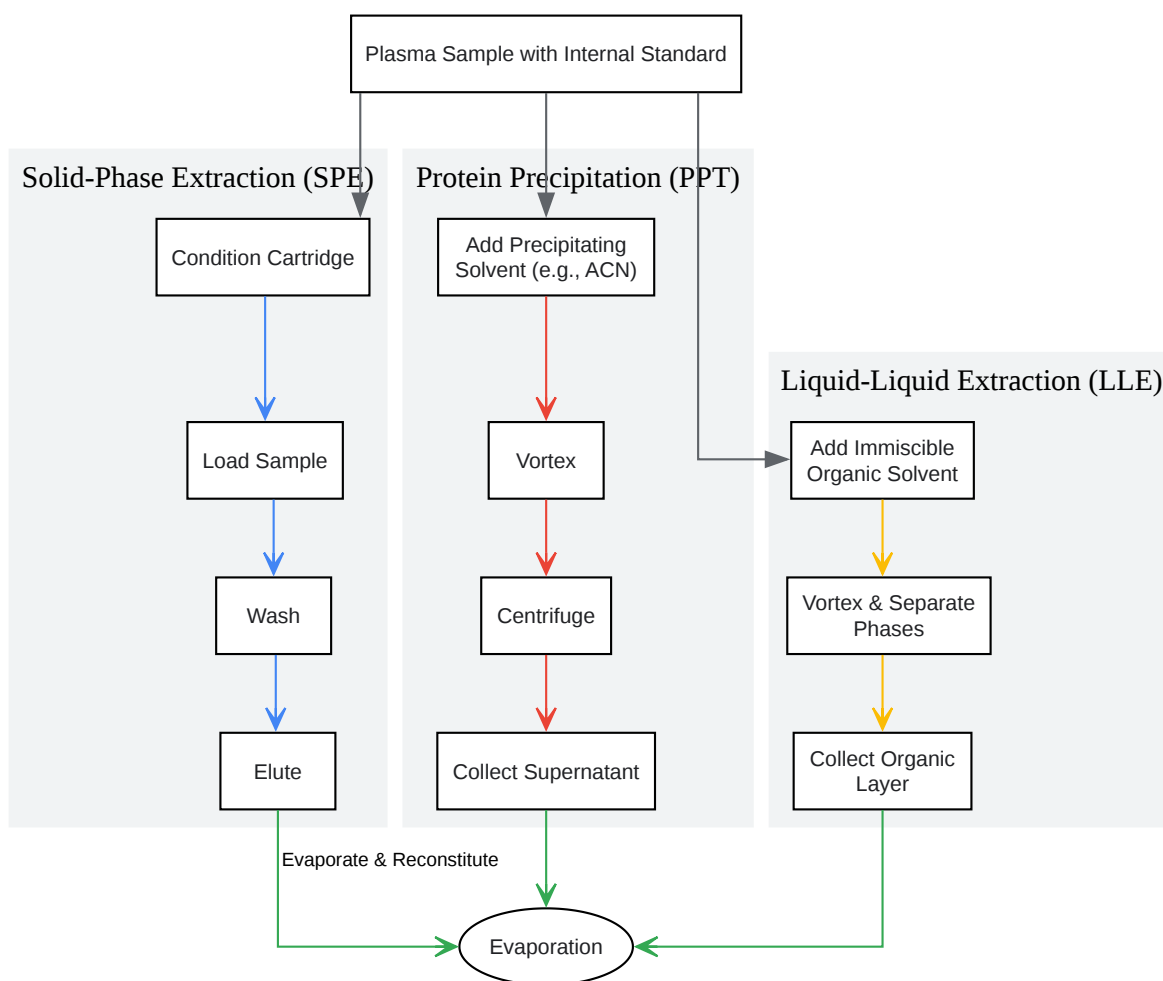 Plasma Sample with Internal Standard
Solid-Phase Extraction (SPE)
Condition Cartridge
Load Sample
Wash
Elute
Protein Precipitation (PPT)
Add Precipitating
Solvent (e.g., ACN)
Vortex
Centrifuge
Collect Supernatant
Liquid-Liquid Extraction (LLE)
Add Immiscible
Organic Solvent
Vortex & Separate
Phases
Collect Organic
Layer
Evaporate & Reconstitute
Evaporation